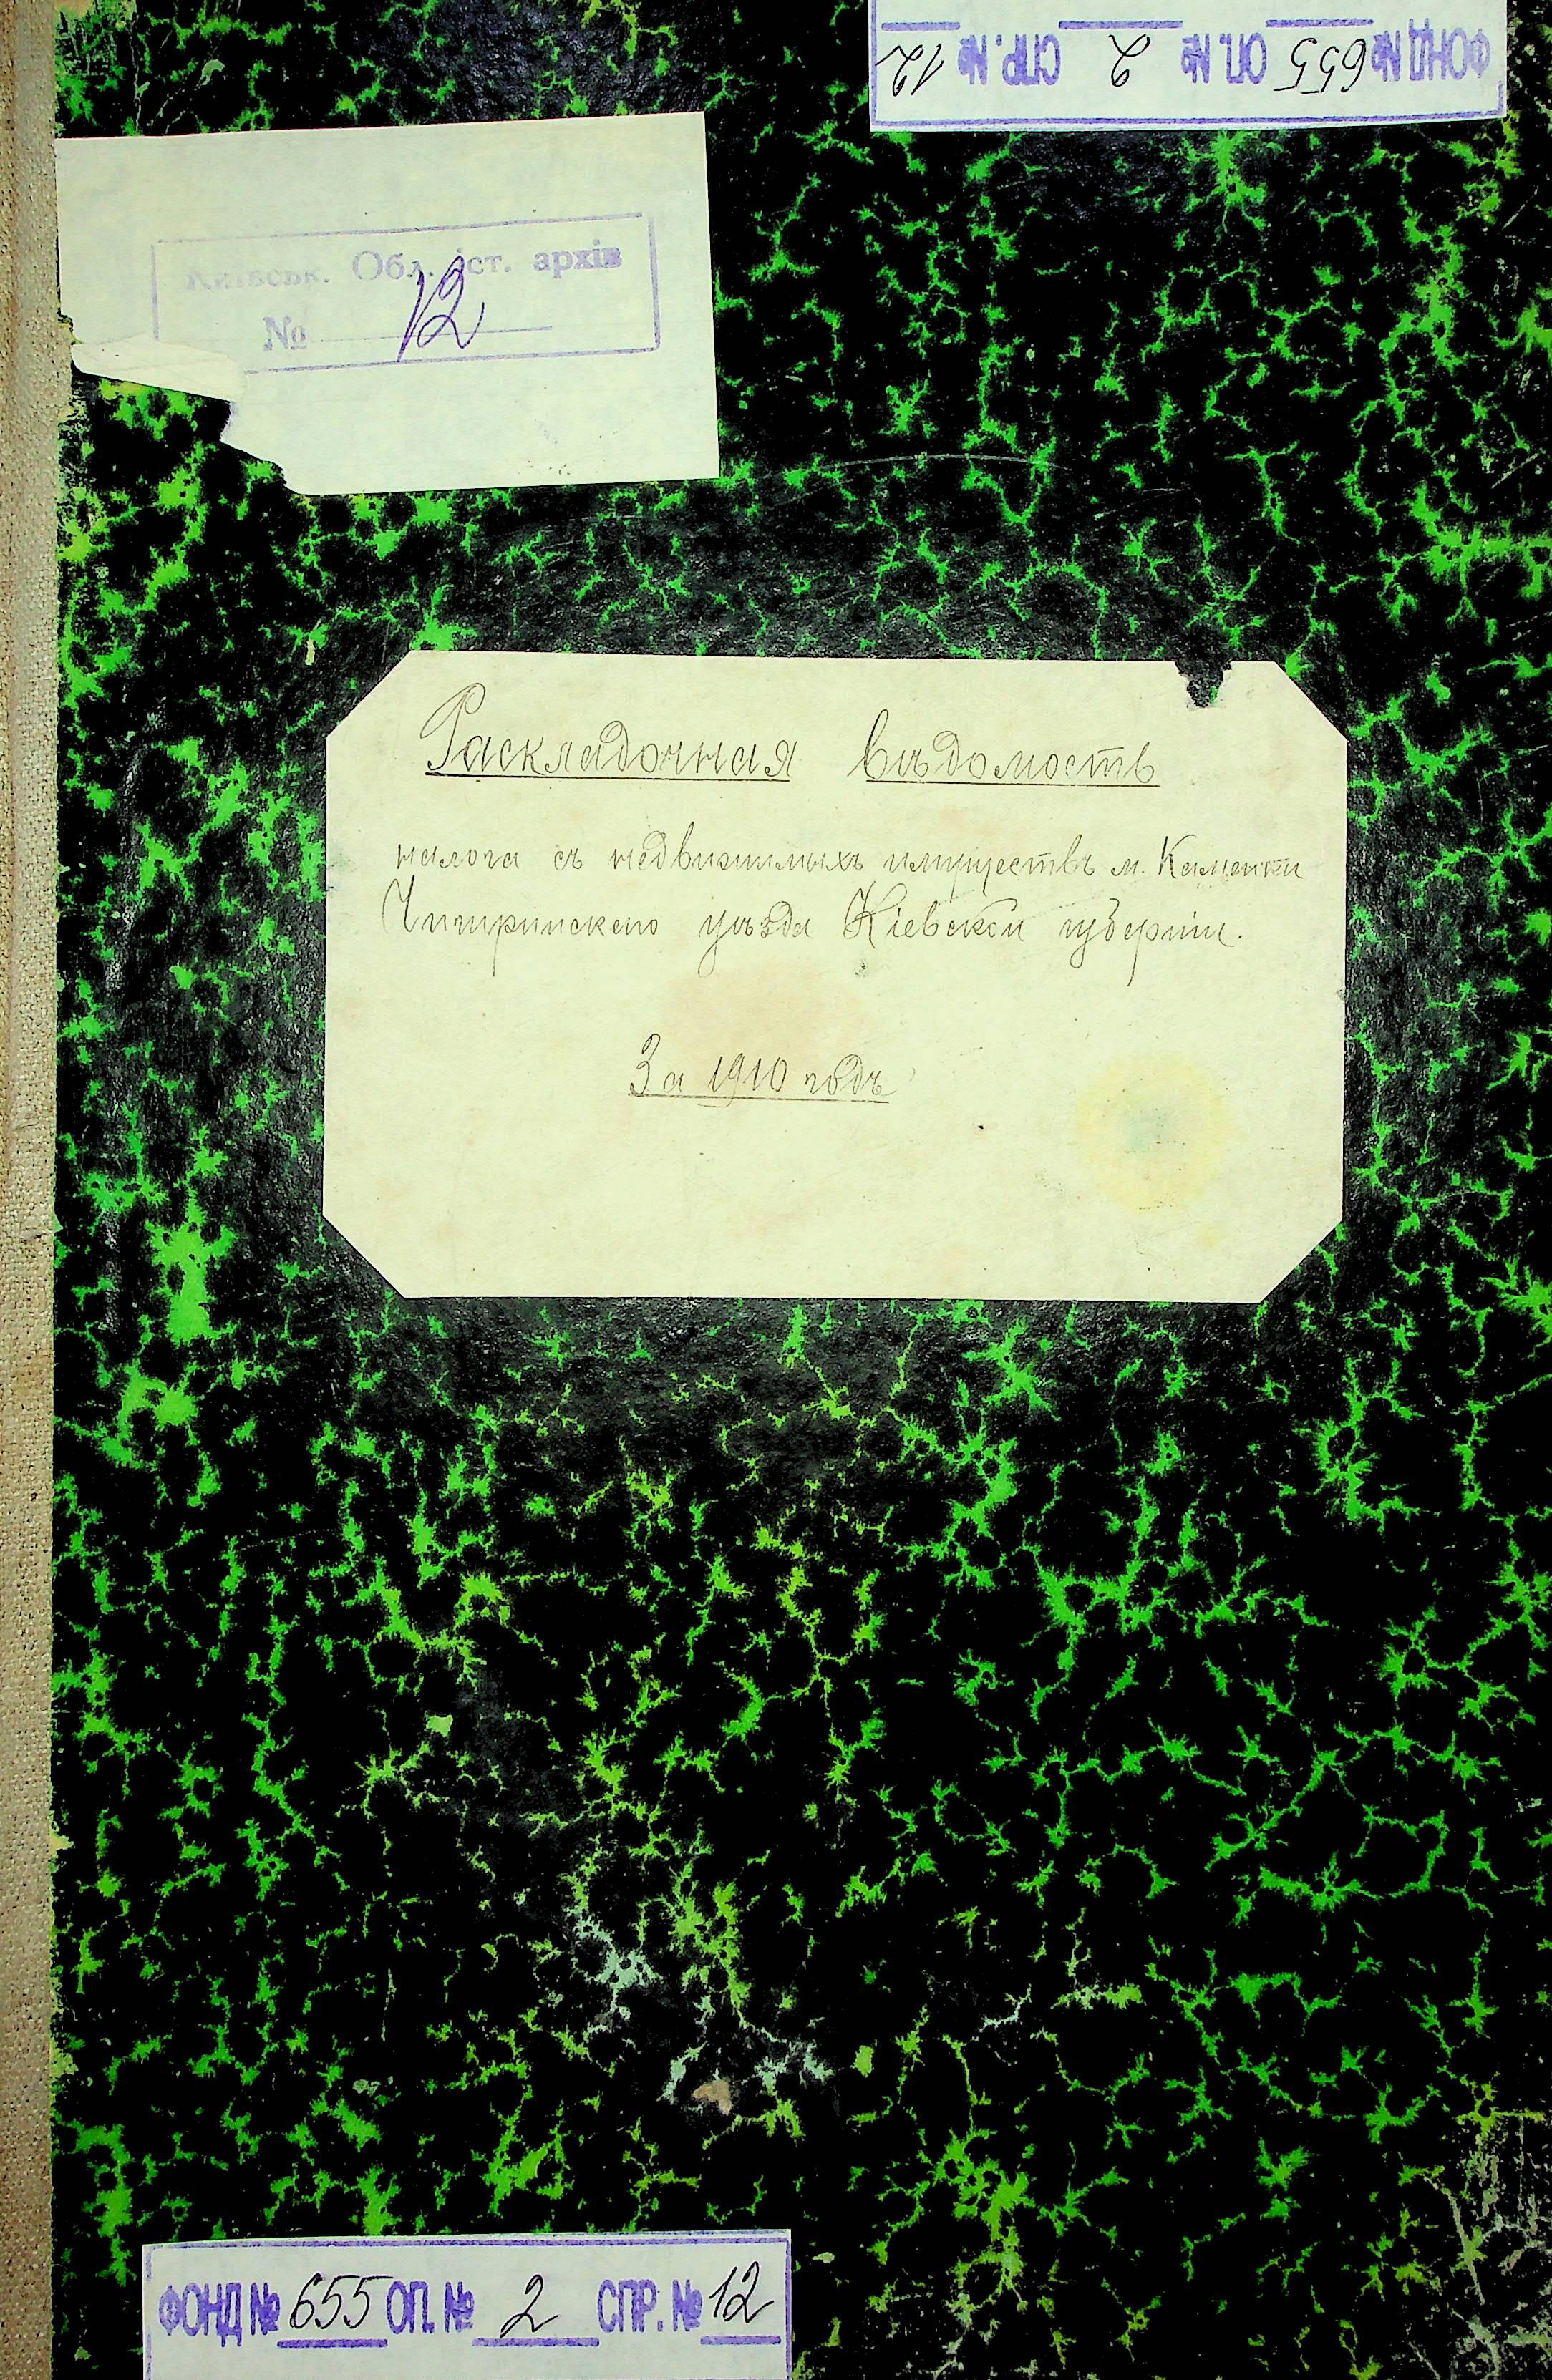 ФОНД № 655 ОП. № 2 СПР. № 12
Київськ. Обл. іст. архів
№ 12
Раскладочная вѣдомость
налога съ недвижимыхъ имуществъ м. Каменки
Чигиринскаго уѣзда Кіевской губерніи.
За 1910 годъ
ФОНД № 655 ОП. № 2 СПР. № 12